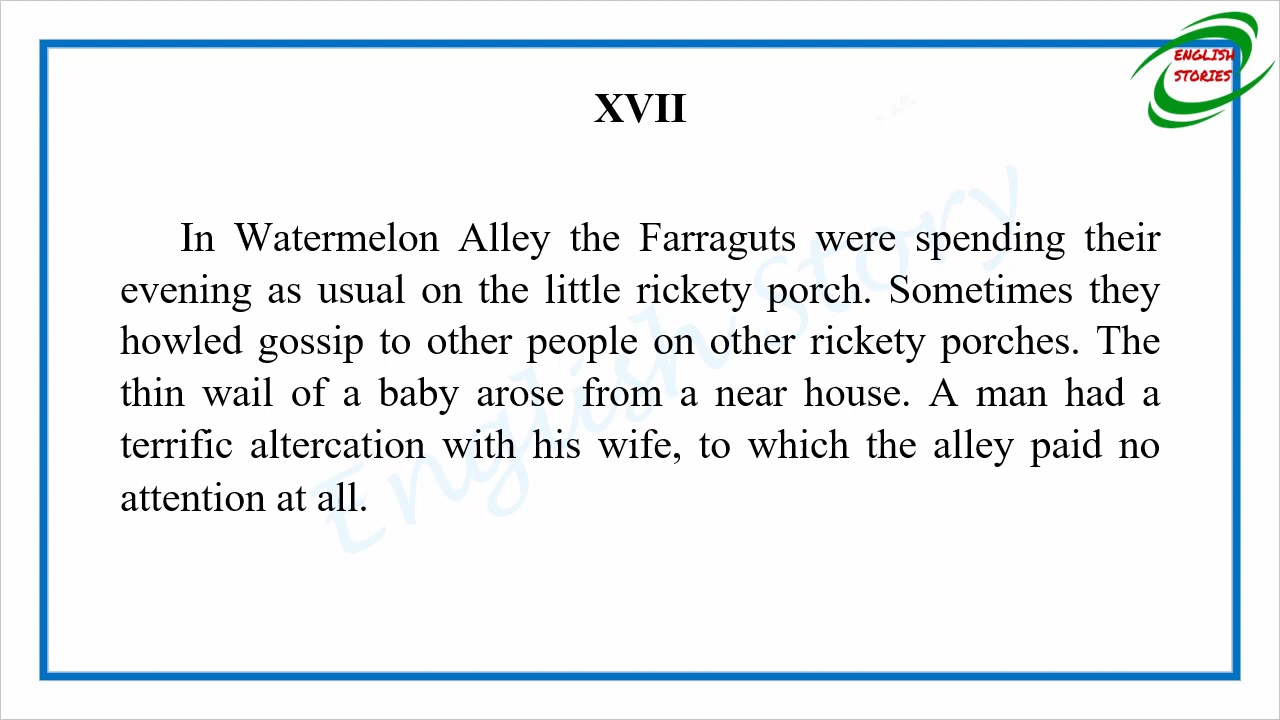 ENGLISH
STORIES
XVII
In Watermelon Alley the Farraguts were spending their
evening as usual on the little rickety porch. Sometimes they
howled gossip to other people on other rickety porches. The
thin wail of a baby arose from a near house. A man had a
terrific altercation with his wife, to which the alley paid no
attention at all.
English Story